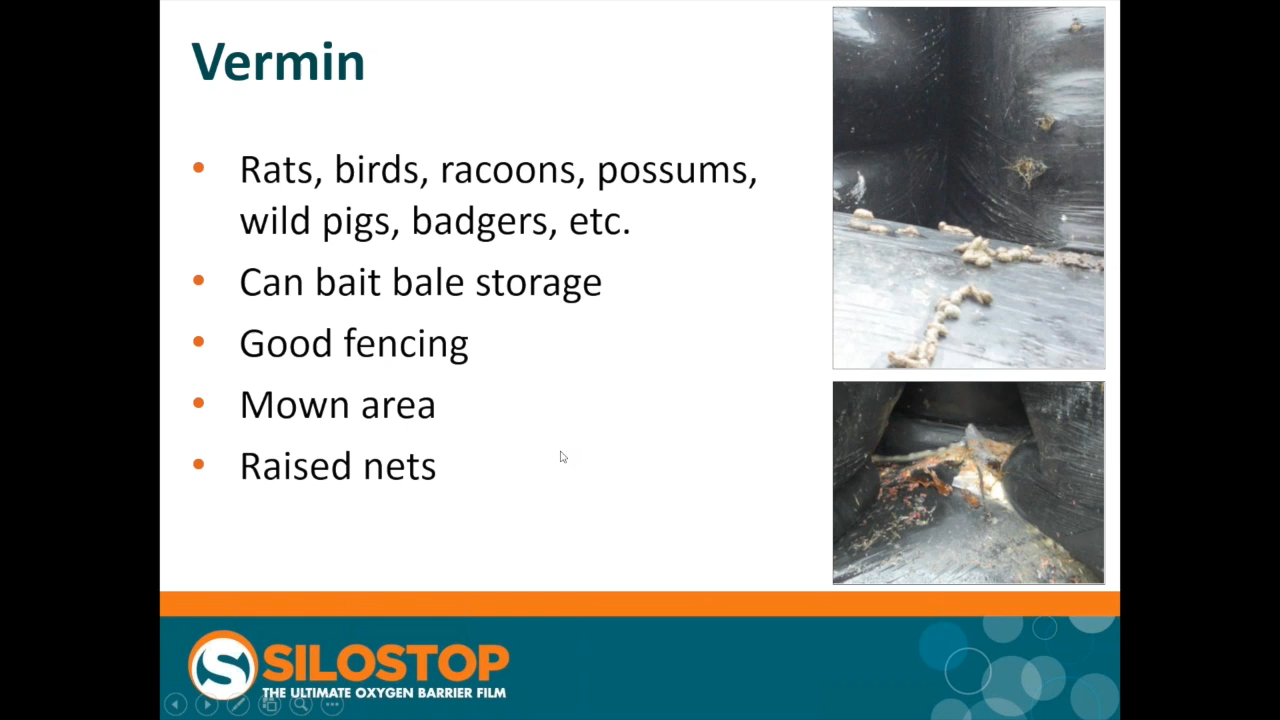 Vermin
• Rats, birds, racoons, possums,
wild pigs, badgers, etc.
• Can bait bale storage
• Good fencing
• Mown area
• Raised nets
SILOSTOP
THE ULTIMATE OXYGEN BARRIER FILM